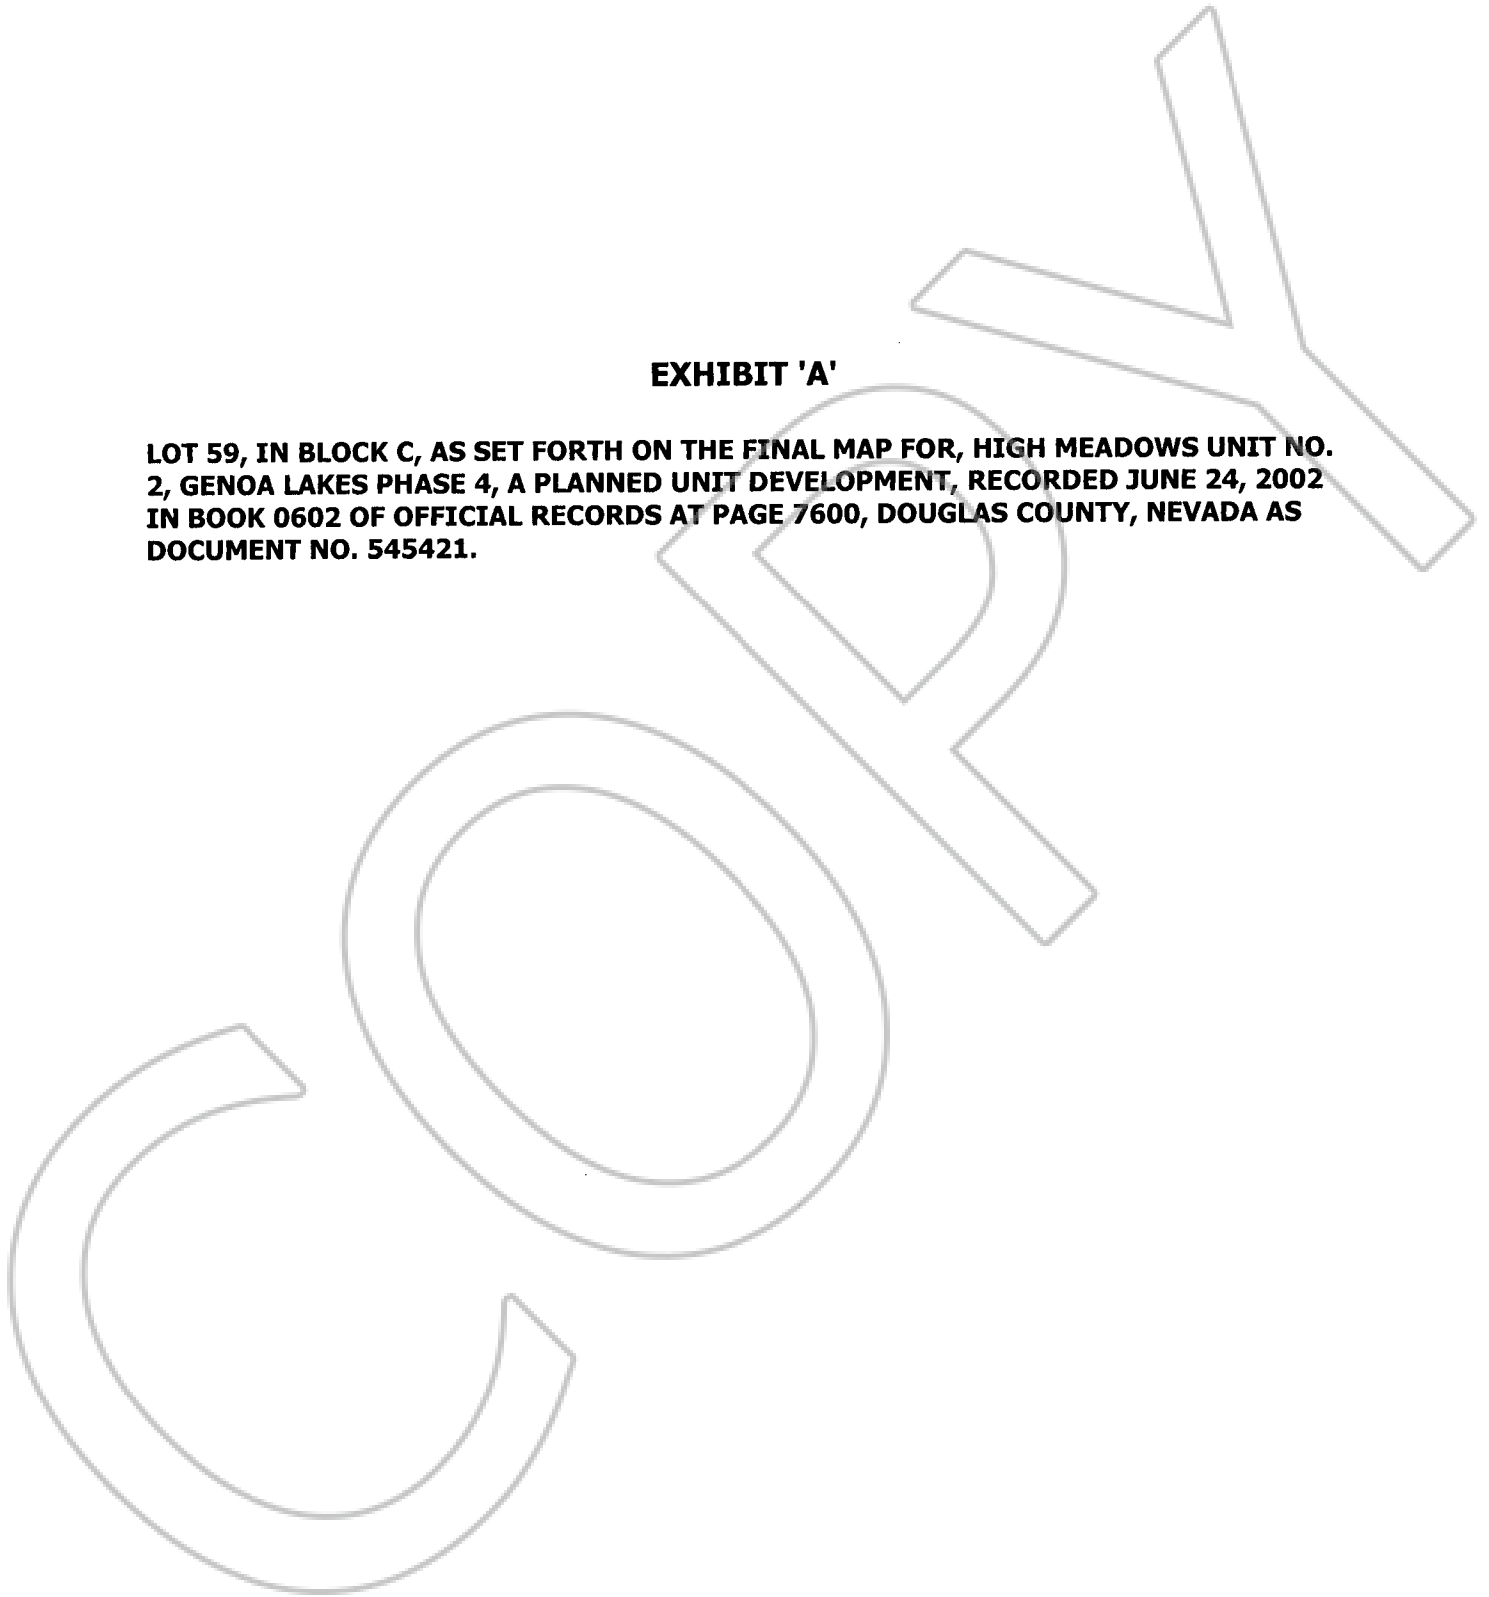 EXHIBIT 'A'
LOT 59, IN BLOCK C, AS SET FORTH ON THE FINAL MAP FOR, HIGH MEADOWS UNIT NO.
2, GENOA LAKES PHASE 4, A PLANNED UNIT DEVELOPMENT, RECORDED JUNE 24, 2002
IN BOOK 0602 OF OFFICIAL RECORDS AT PAGE 7600, DOUGLAS COUNTY, NEVADA AS
DOCUMENT NO. 545421.
COPY